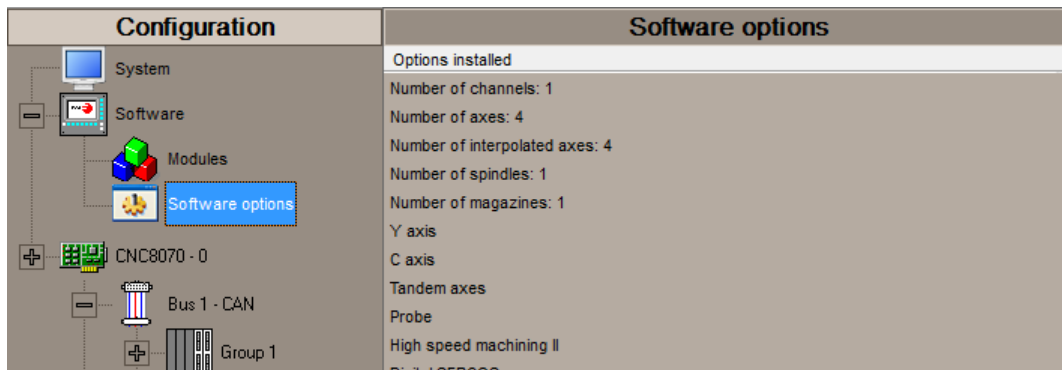 Configuration
Software options
System
Software
Modules
Software options
CNC8070 - 0
Bus 1 - CAN
Group 1
Options installed
Number of channels: 1
Number of axes: 4
Number of interpolated axes: 4
Number of spindles: 1
Number of magazines: 1
Y axis
C axis
Tandem axes
Probe
High speed machining II